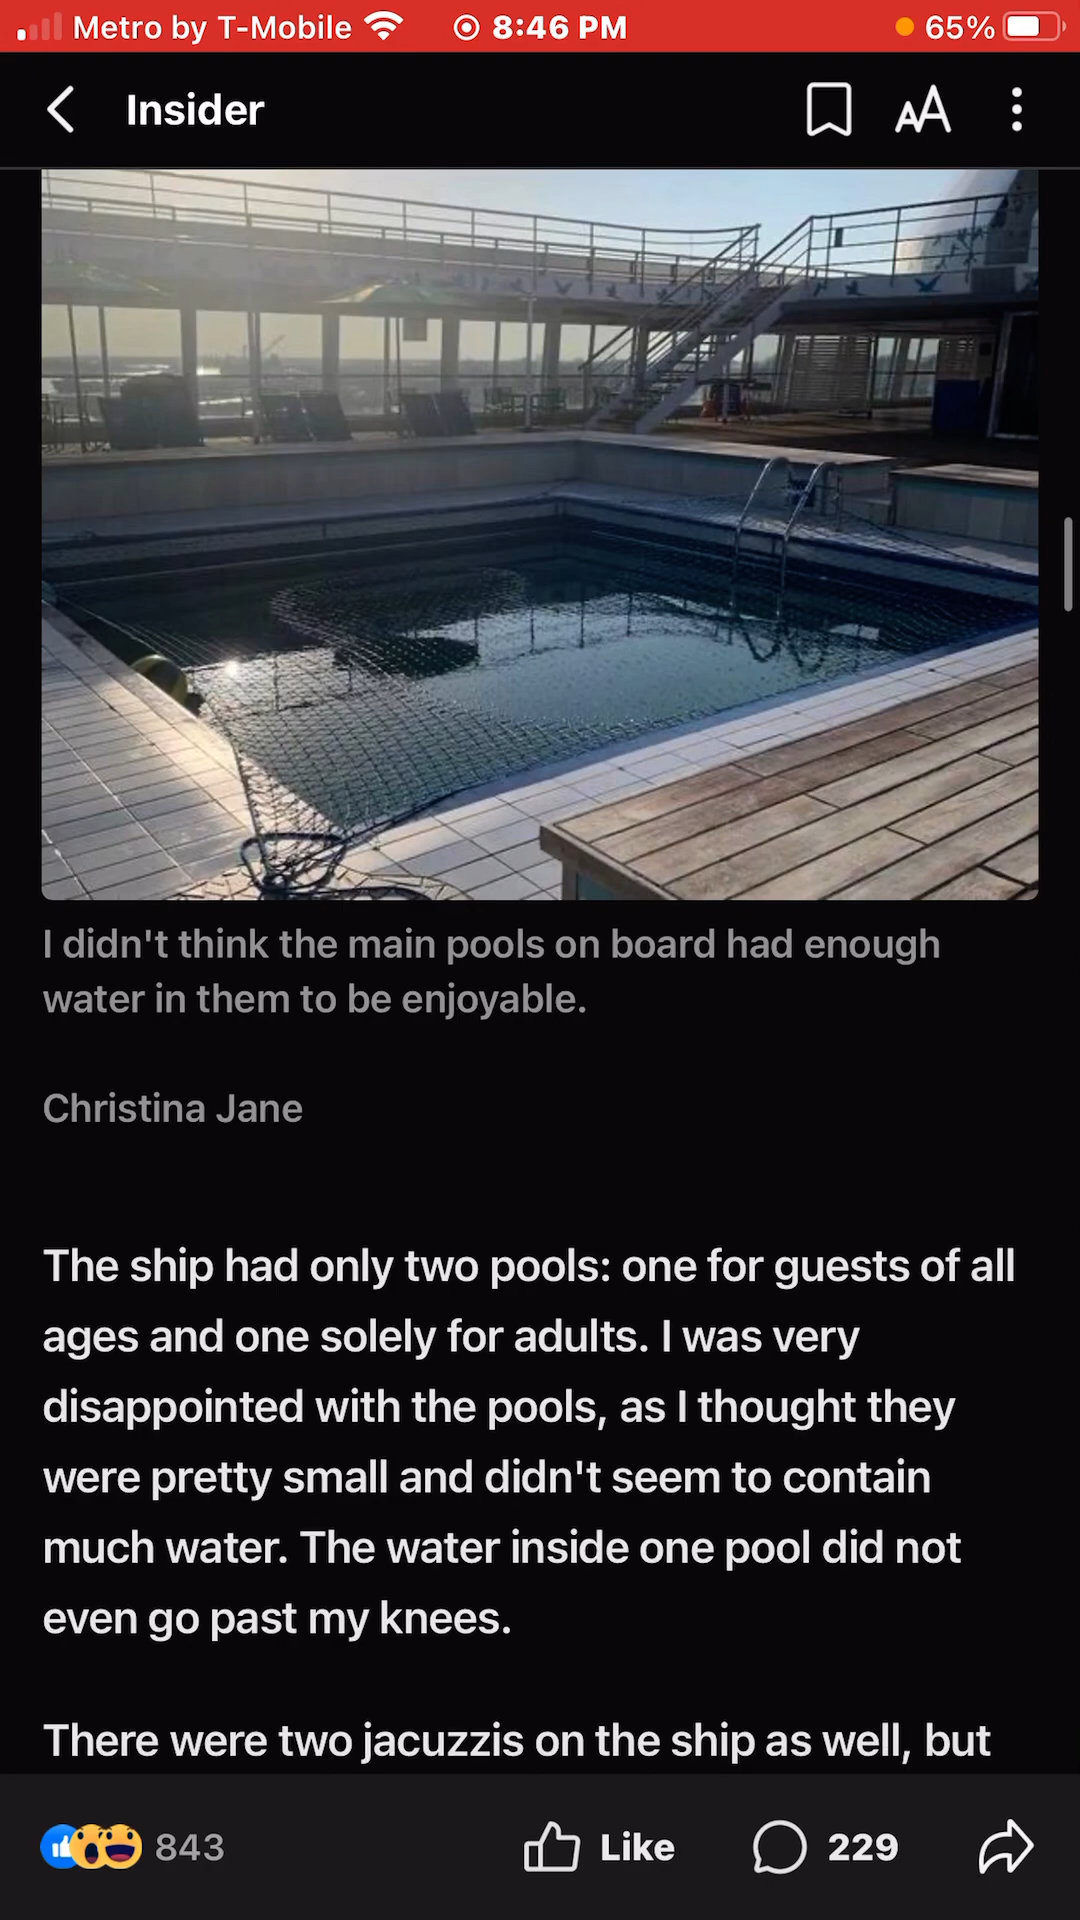 Metro by T-Mobile 8:46 PM 65%
Insider AA
I didn't think the main pools on board had enough
water in them to be enjoyable.
Christina Jane
The ship had only two pools: one for guests of all
ages and one solely for adults. I was very
disappointed with the pools, as I thought they
were pretty small and didn't seem to contain
much water. The water inside one pool did not
even go past my knees.
There were two jacuzzis on the ship as well, but
843 Like 229